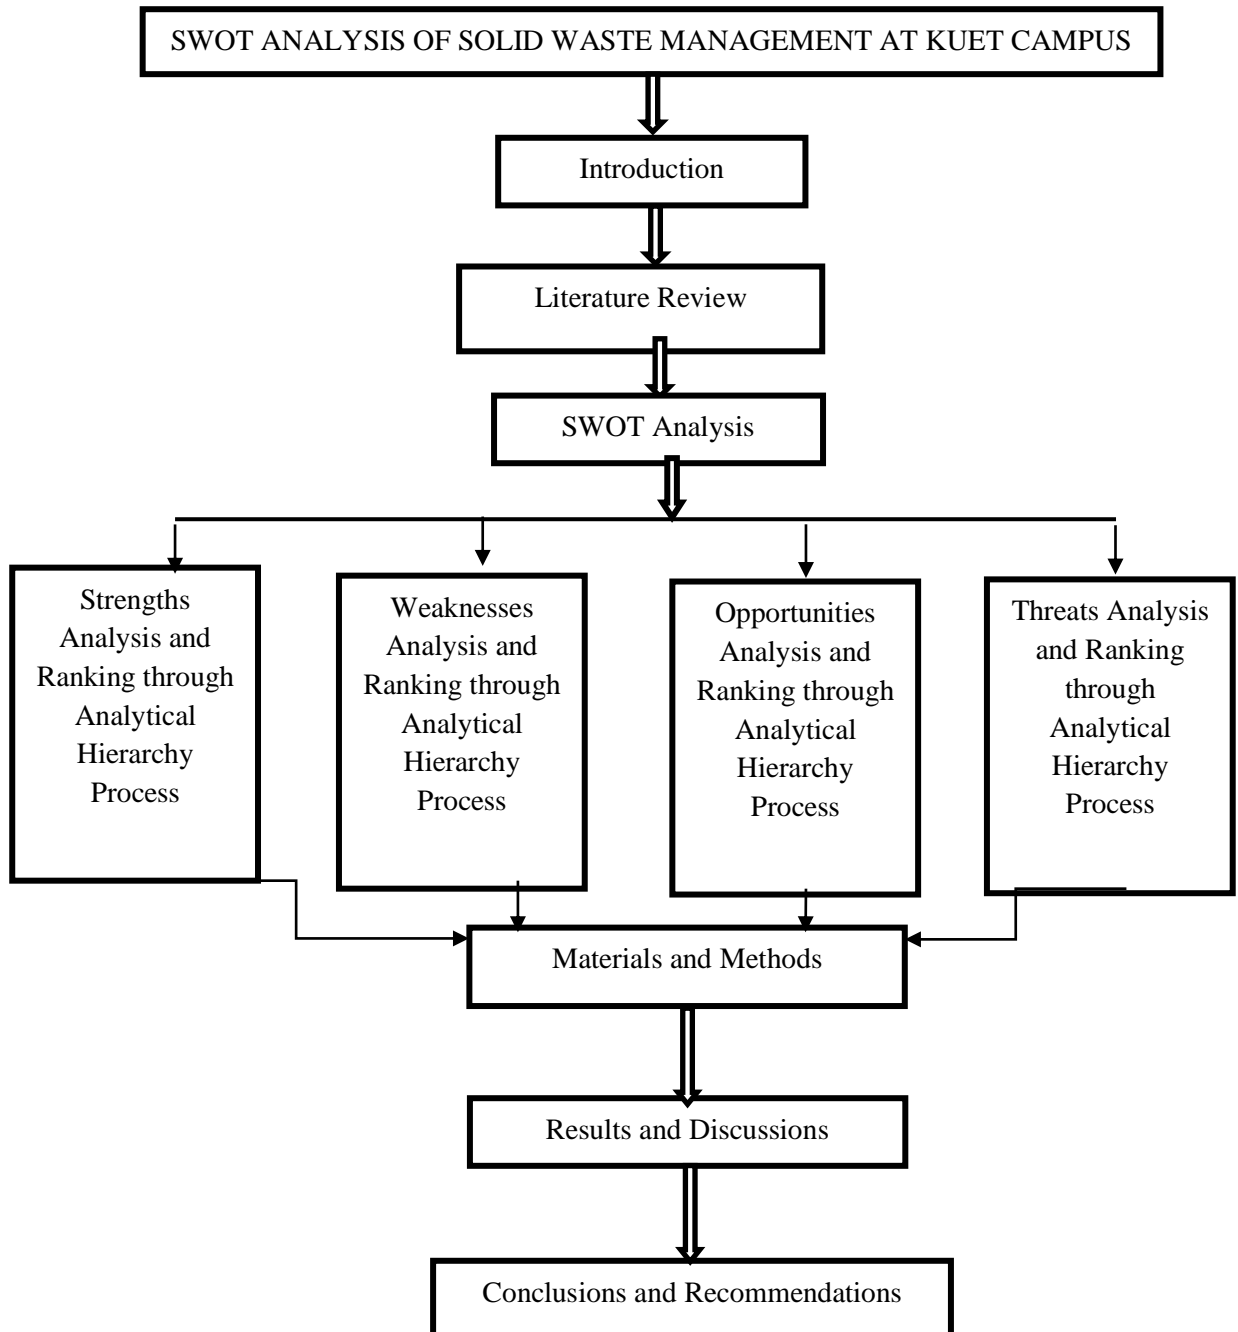 SWOT ANALYSIS OF SOLID WASTE MANAGEMENT AT KUET CAMPUS
Introduction
Literature Review
SWOT Analysis
Strengths
Analysis and
Ranking through
Analytical
Hierarchy
Process
Weaknesses
Analysis and
Ranking through
Analytical
Hierarchy
Process
Opportunities
Analysis and
Ranking through
Analytical
Hierarchy
Process
Threats Analysis
and Ranking
through
Analytical
Hierarchy
Process
Materials and Methods
Results and Discussions
Conclusions and Recommendations